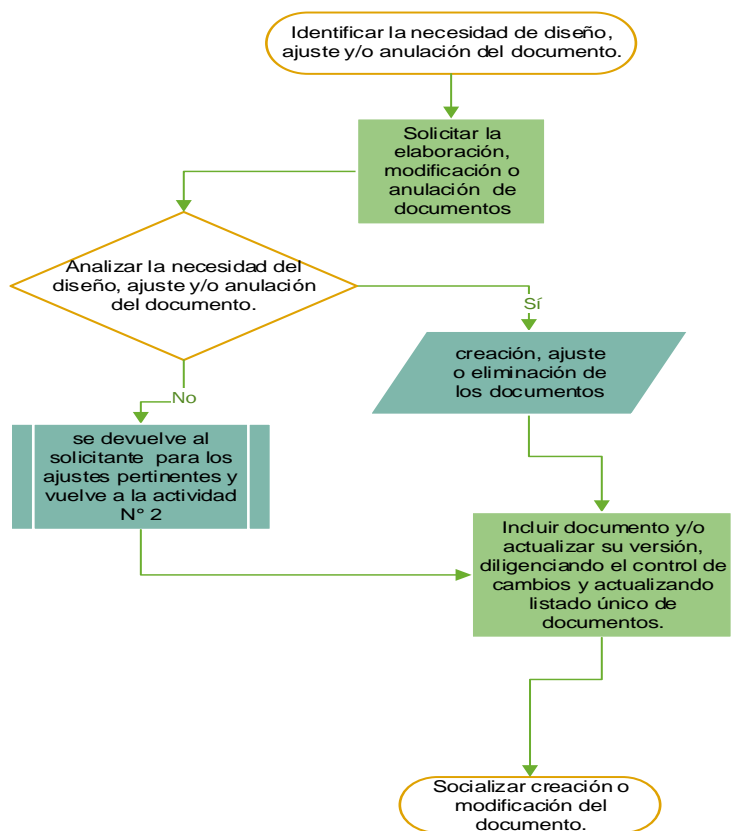 Identificar la necesidad de diseño,
ajuste y/o anulación del documento.
Solicitar la
elaboración,
modificación o
anulación de
documentos
Analizar la necesidad del
diseño, ajuste y/o anulación
del documento.
Sí
creación, ajuste
o eliminación de
los documentos
No
se devuelve al
solicitante para los
ajustes pertinentes y
vuelve a la actividad
N° 2
Incluir documento y/o
actualizar su versión,
diligenciando el control de
cambios y actualizando
listado único de
documentos.
Socializar creación o
modificación del
documento.